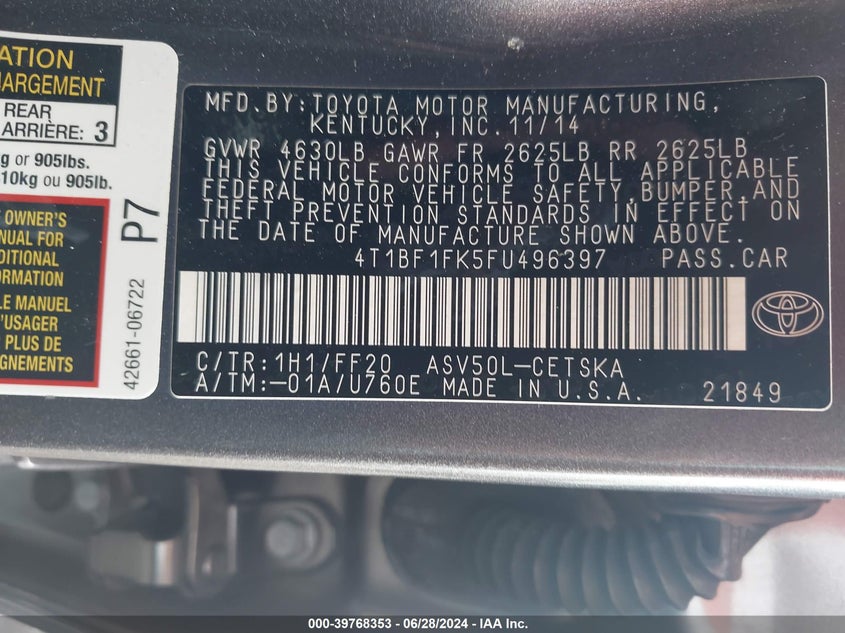 ATION
HARGEMENT
REAR
ARRIÈRE: 3
g or 905lbs.
10kg ou 905lb.
OWNER'S
NUAL FOR
DITIONAL
ORMATION
LE MANUEL
'USAGER
PLUS DE
GNEMENTS
P7
42661-06722
MFD.BY:TOYOTA MOTOR MANUFACTURING,
KENTUCKY,INC.11/14
GVWR 4630LB GAWR FR 2625LB RR 2625LB
THIS VEHICLE CONFORMS TO ALL APPLICABLE
FEDERAL MOTOR VEHICLE SAFETY,BUMPER,AND
THEFT PREVENTION STANDARDS IN EFFECT ON
THE DATE OF MANUFACTURE SHOWN ABOVE.
4T1BF1FK5FU496397 PASS.CAR
C/TR:1H1/FF20 ASV50L-CETSKA
A/TM:-01A/U760E MADE IN U.S.A. 21849
000-39768353 | 06/28/2024 | IAA Inc.